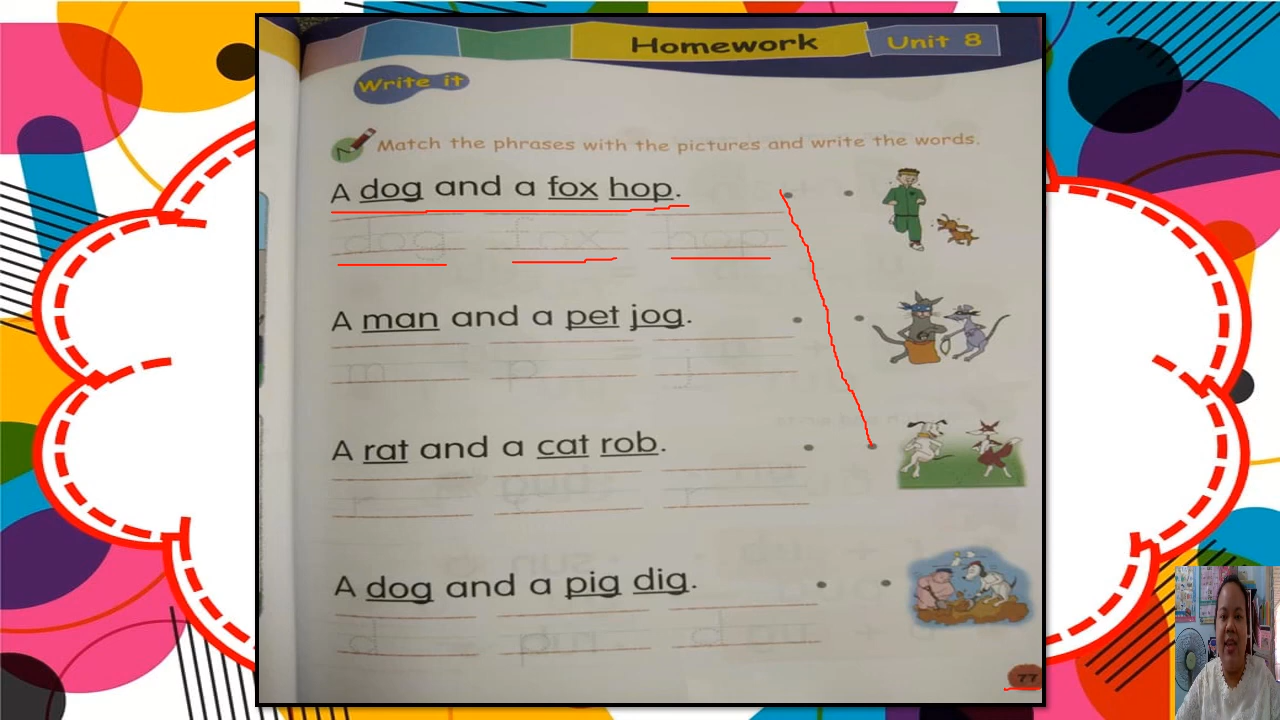 Homework Unit 8
Write it
Match the phrases with the pictures and write the words.
A dog and a fox hop.
dog fox hop
A man and a pet jog.
m p j
A rat and a cat rob.
r c r
A dog and a pig dig.
d p d
77